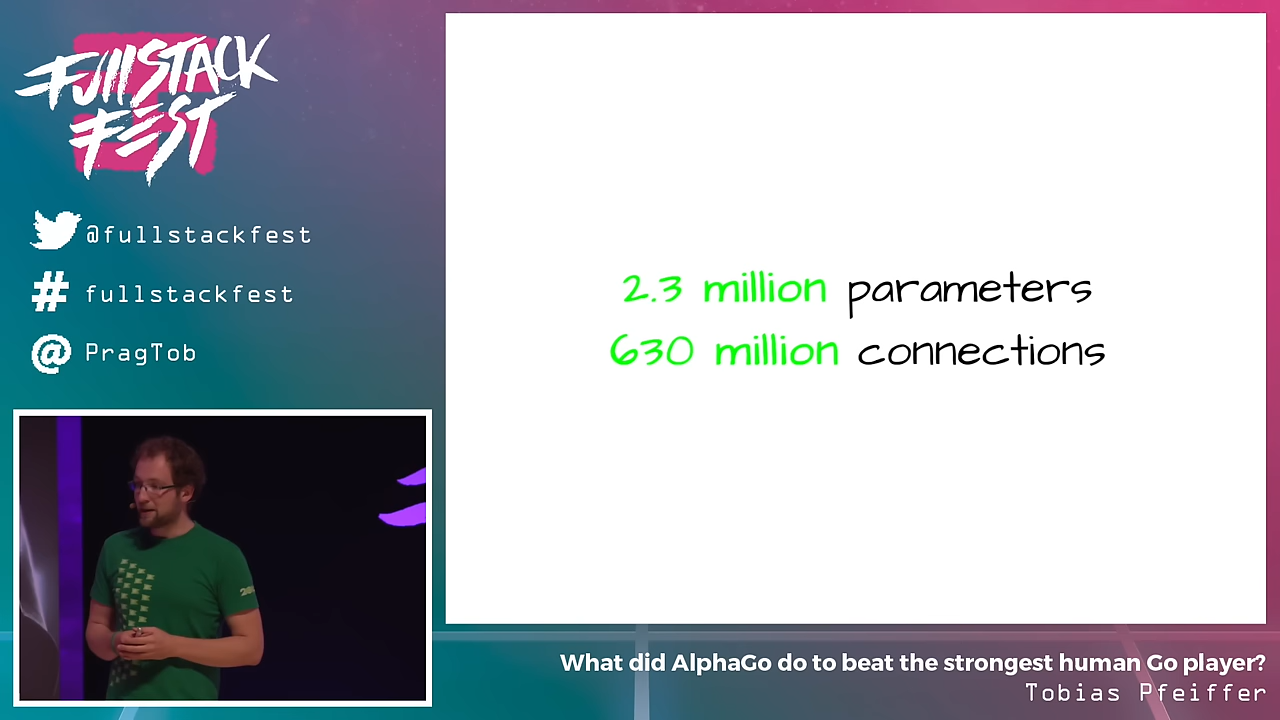 FullSTACK
FEST
@fullstackfest
# fullstackfest
@ PragTob
2.3 million parameters
630 million connections
What did AlphaGo do to beat the strongest human Go player?
Tobias Pfeiffer